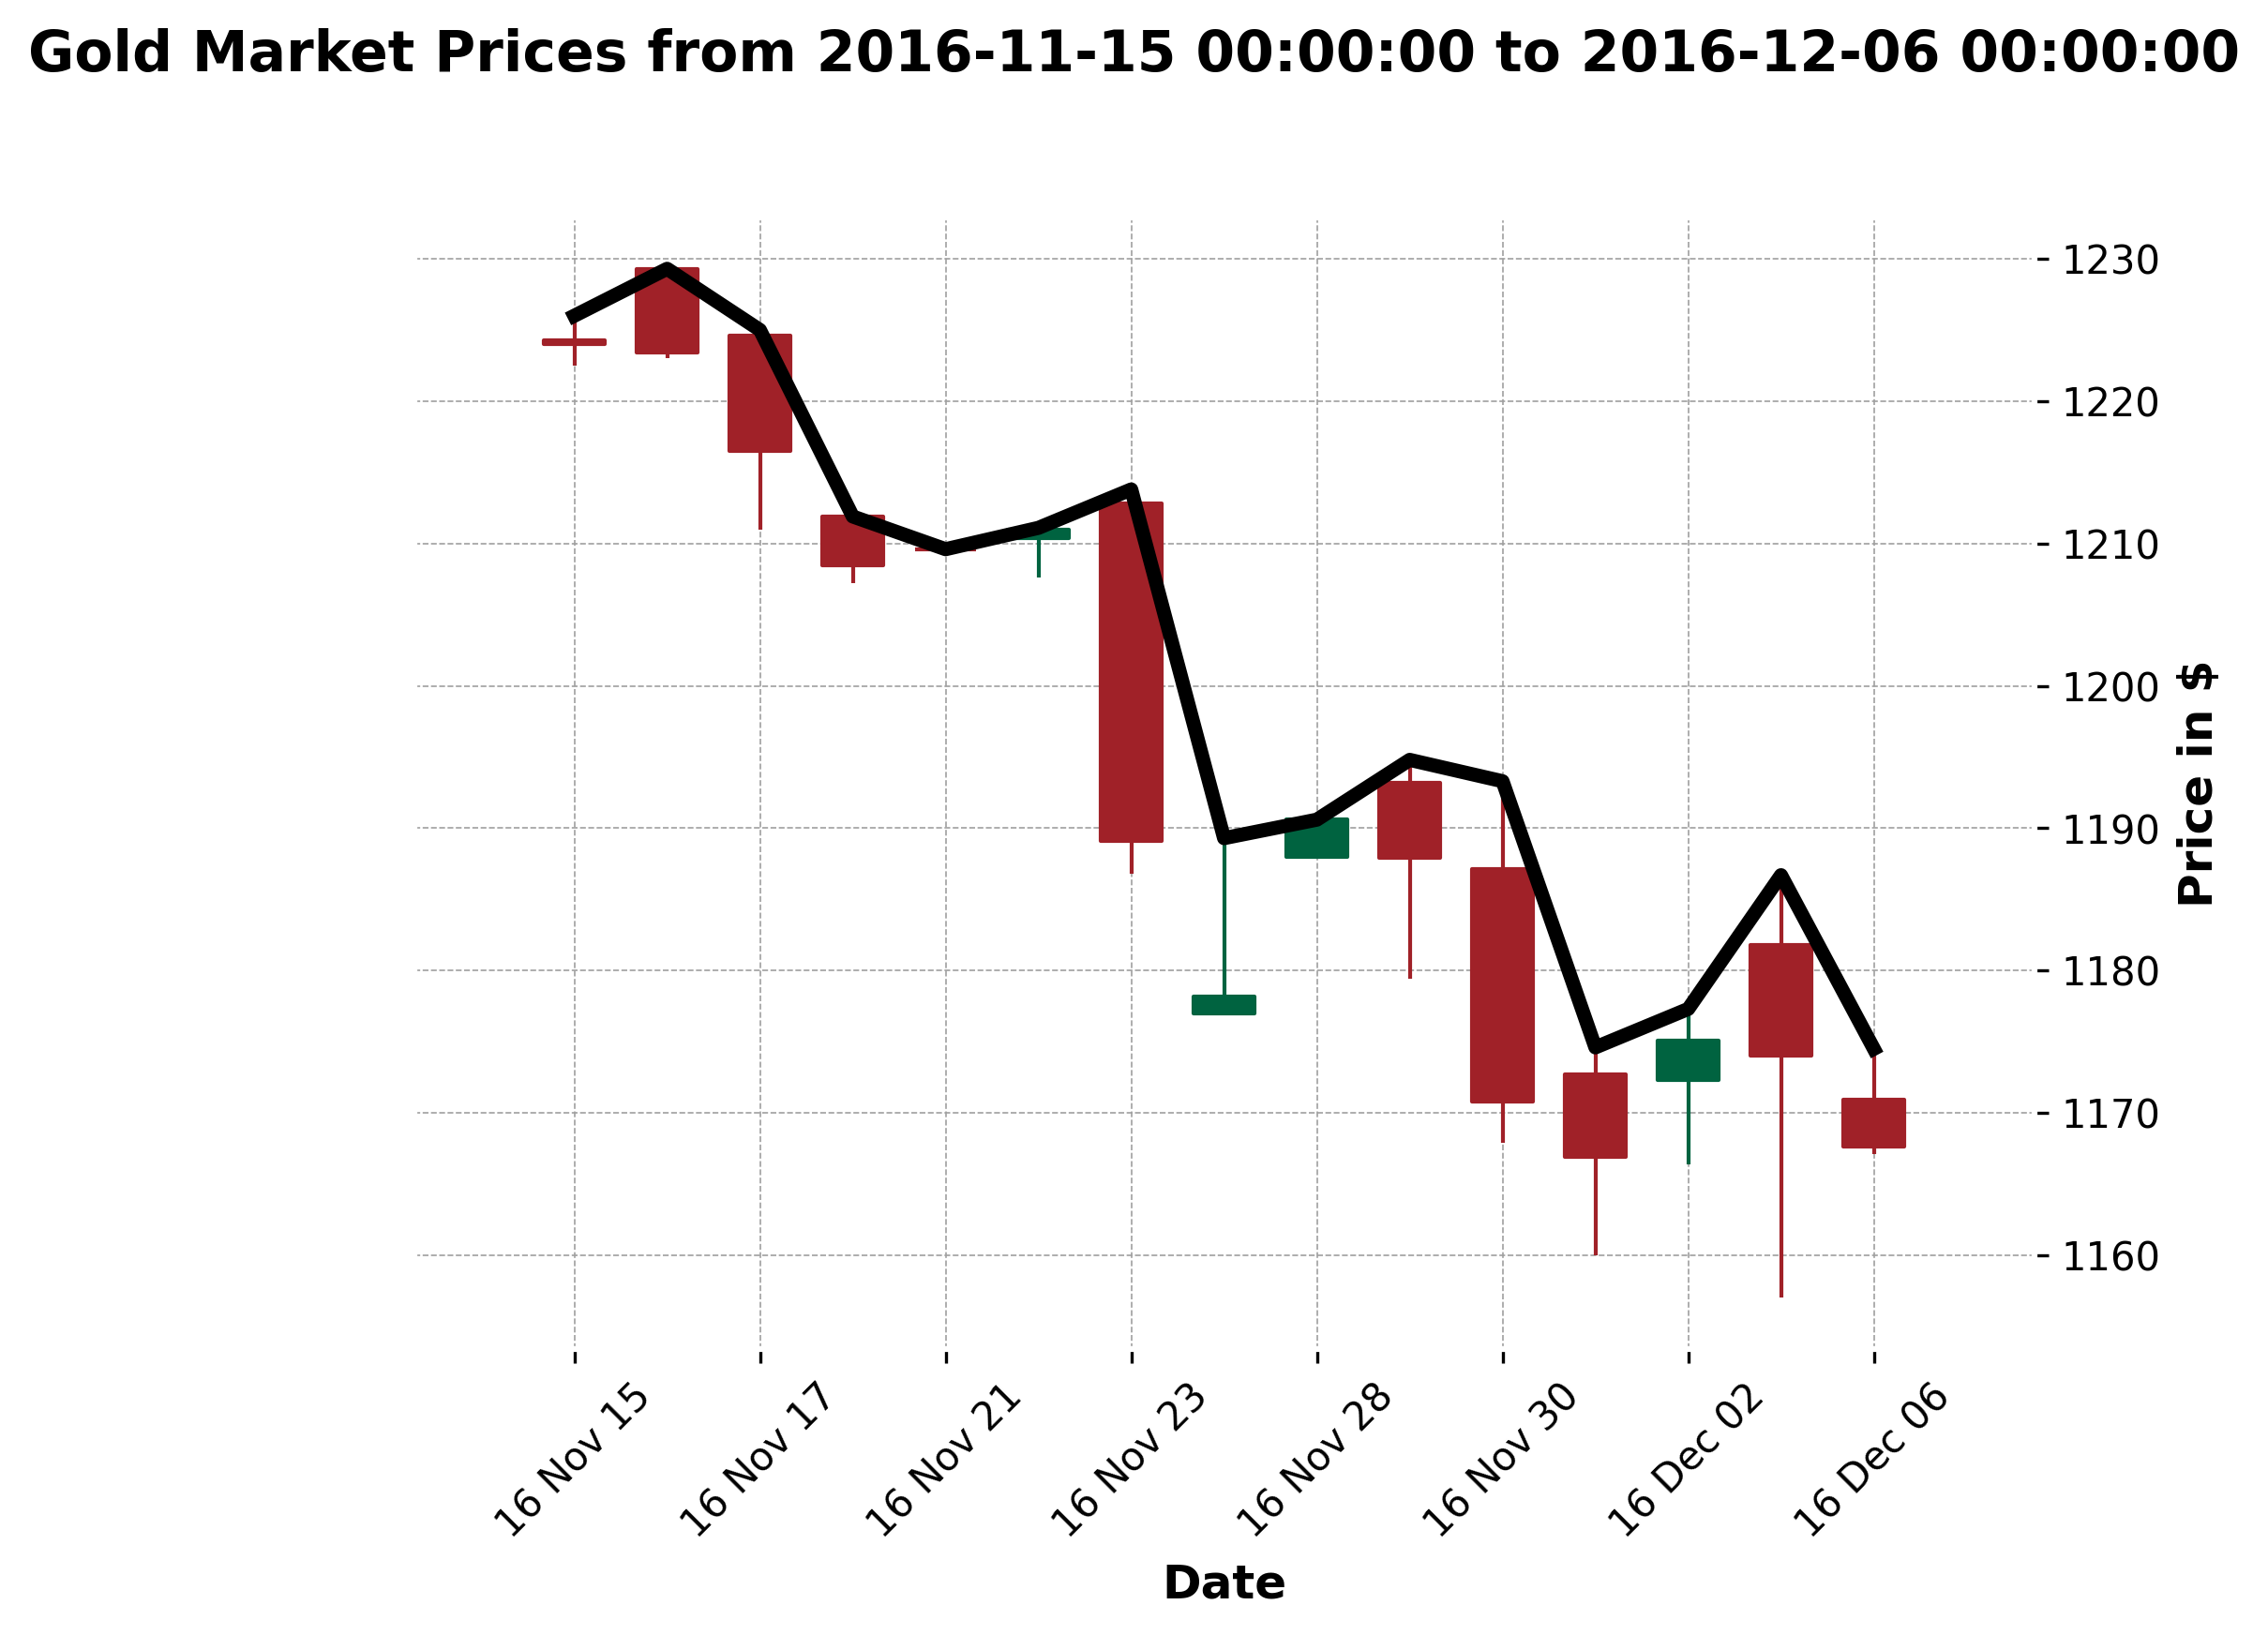 Gold Market Prices from 2016-11-15 00:00:00 to 2016-12-06 00:00:00
1230
1220
1210
1200
1190
1180
1170
1160
Price in $
16 Nov 15
16 Nov 17
16 Nov 21
16 Nov 23
16 Nov 28
16 Nov 30
16 Dec 02
16 Dec 06
Date